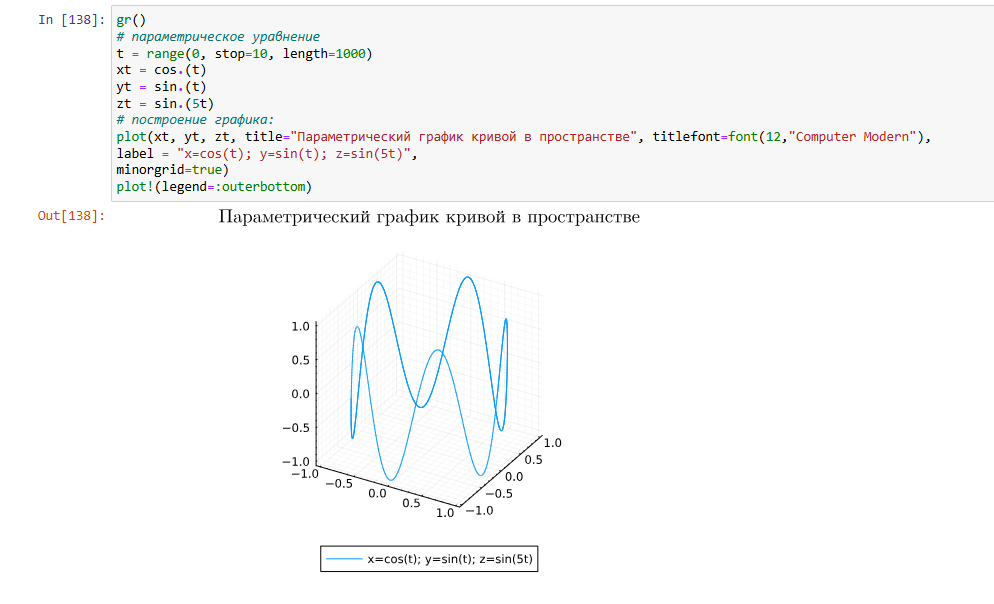 In [138]: gr()
# параметрическое уравнение
t = range(0, stop=10, length=1000)
xt = cos.(t)
yt = sin.(t)
zt = sin.(5t)
# построение графика:
plot(xt, yt, zt, title="Параметрический график кривой в пространстве", titlefont=font(12,"Computer Modern"),
label = "x=cos(t); y=sin(t); z=sin(5t)",
minorgrid=true)
plot!(legend=:outerbottom)
Out[138]:
Параметрический график кривой в пространстве
1.0
0.5
0.0
−0.5
−1.0
−1.0
−0.5
0.0
0.5
1.0
−1.0
−0.5
0.0
0.5
1.0
x=cos(t); y=sin(t); z=sin(5t)